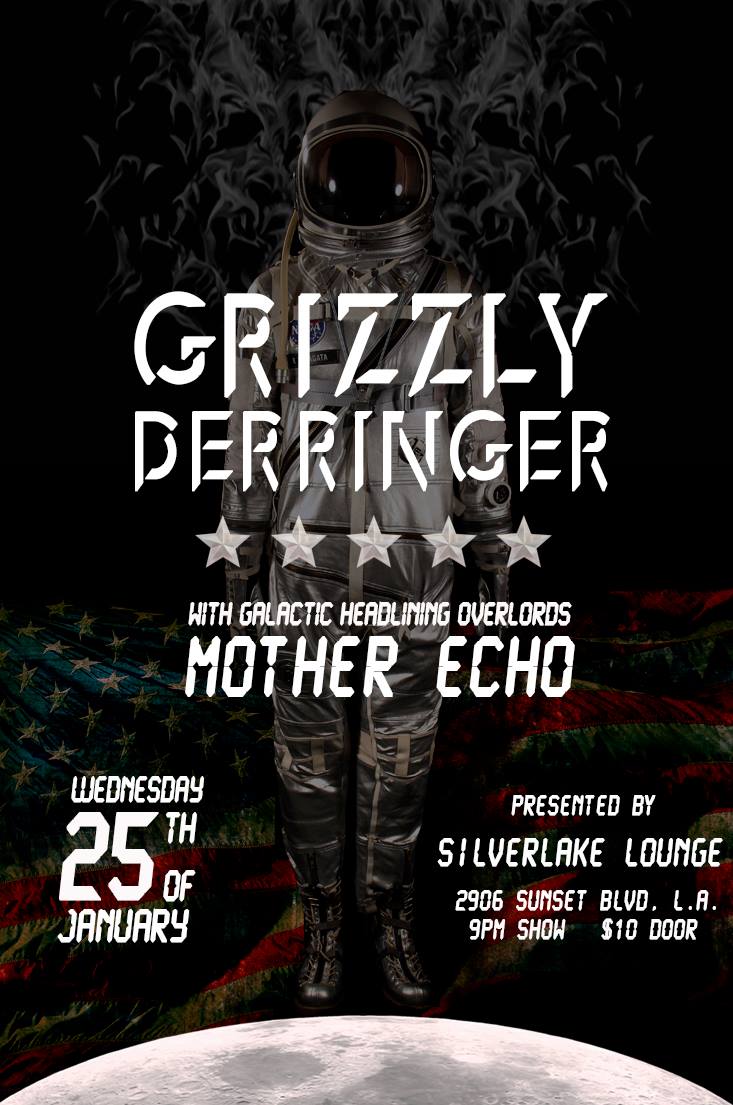 GRIZZLY
NASA
DERRINGER
WITH GALACTIC HEADLINING OVERLORDS
MOTHER ECHO
WEDNESDAY
25TH
OF
JANUARY
PRESENTED BY
SILVERLAKE LOUNGE
2906 SUNSET BLVD. L.A.
9PM SHOW $10 DOOR